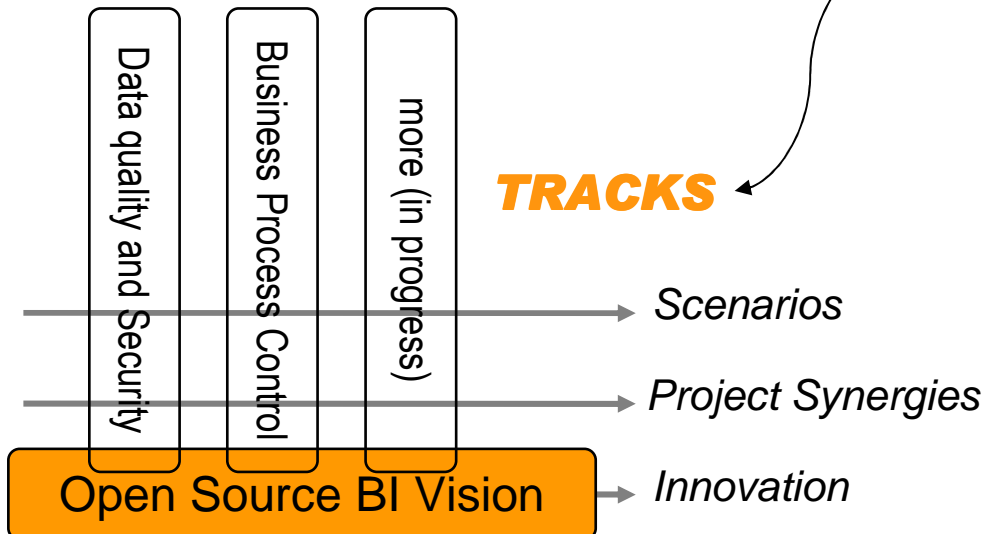 Data quality and Security
Business Process Control
more (in progress)
TRACKS
Scenarios
Project Synergies
Open Source BI Vision
Innovation